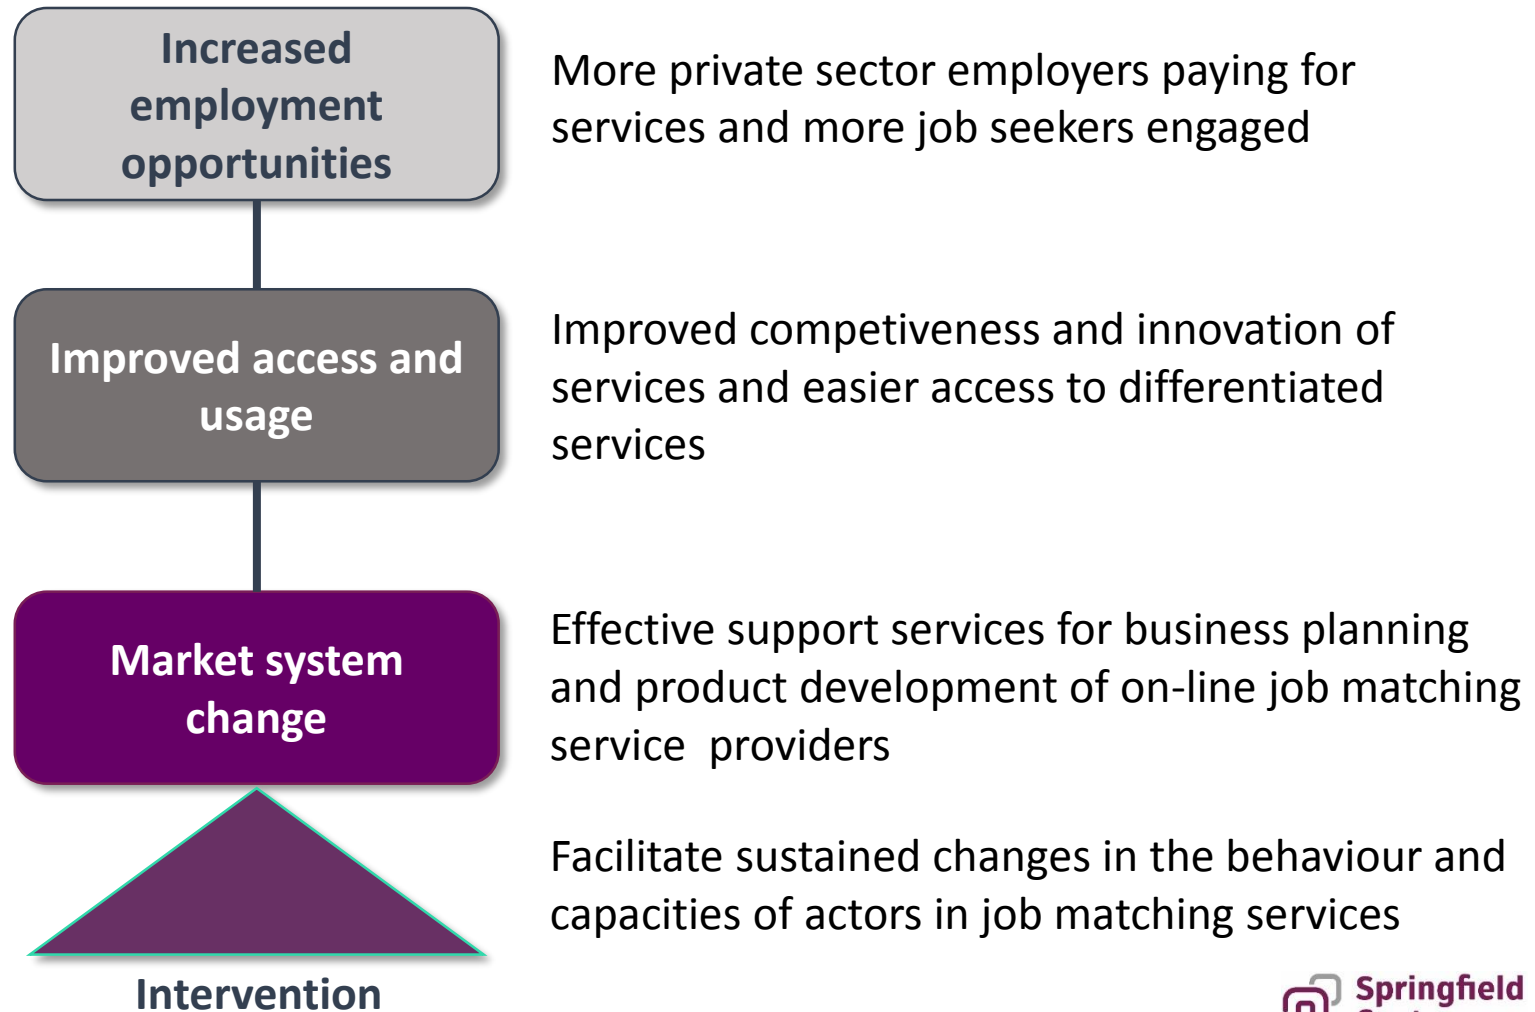 Increased
employment
opportunities
More private sector employers paying for
services and more job seekers engaged
Improved access and
usage
Improved competiveness and innovation of
services and easier access to differentiated
services
Market system
change
Effective support services for business planning
and product development of on-line job matching
service  providers
Facilitate sustained changes in the behaviour and
capacities of actors in job matching services
Intervention
Springfield